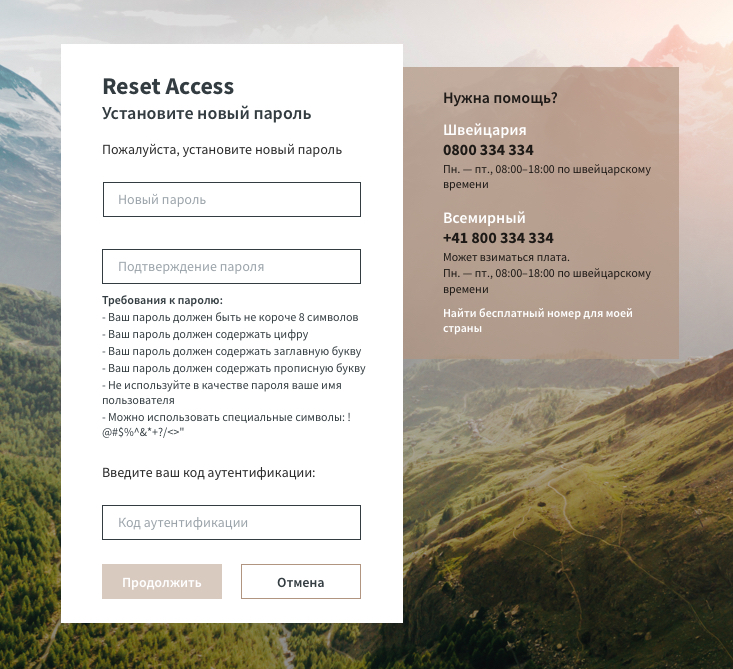 Reset Access
Установите новый пароль
Пожалуйста, установите новый пароль
Новый пароль
Подтверждение пароля
Требования к паролю:
- Ваш пароль должен быть не короче 8 символов
- Ваш пароль должен содержать цифру
- Ваш пароль должен содержать заглавную букву
- Ваш пароль должен содержать прописную букву
- Не используйте в качестве пароля ваше имя
пользователя
- Можно использовать специальные символы: !
@#$%^&*+?/<>"
Введите ваш код аутентификации:
Код аутентификации
Продолжить
Отмена
Нужна помощь?
Швейцария
0800 334 334
Пн. — пт., 08:00–18:00 по швейцарскому
времени
Всемирный
+41 800 334 334
Может взиматься плата.
Пн. — пт., 08:00–18:00 по швейцарскому
времени
Найти бесплатный номер для моей
страны